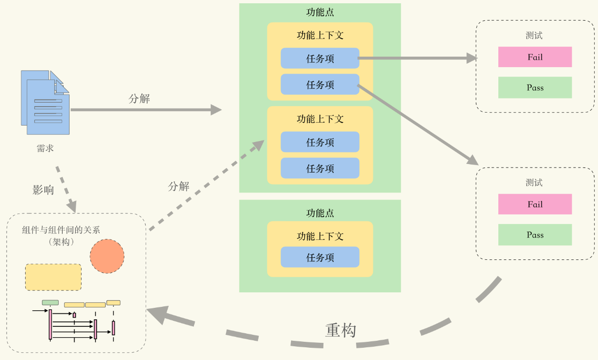 需求
分解
影响
分解
组件与组件间的关系
（架构）
功能点
功能上下文
任务项
任务项
功能上下文
任务项
任务项
功能点
功能上下文
任务项
测试
Fail
Pass
测试
Fail
Pass
重构